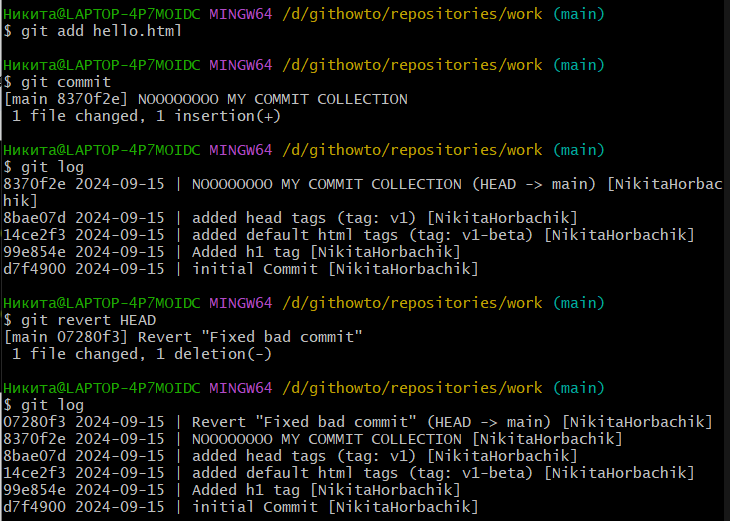 Никита@LAPTOP-4P7MOIDC MINGW64 /d/githowto/repositories/work (main)
$ git add hello.html
Никита@LAPTOP-4P7MOIDC MINGW64 /d/githowto/repositories/work (main)
$ git commit
[main 8370f2e] NOOOOOOOO MY COMMIT COLLECTION
1 file changed, 1 insertion(+)
Никита@LAPTOP-4P7MOIDC MINGW64 /d/githowto/repositories/work (main)
$ git log
8370f2e 2024-09-15 | NOOOOOOOO MY COMMIT COLLECTION (HEAD -> main) [NikitaHorbac
hik]
8bae07d 2024-09-15 | added head tags (tag: v1) [NikitaHorbachik]
14ce2f3 2024-09-15 | added default html tags (tag: v1-beta) [NikitaHorbachik]
99e854e 2024-09-15 | Added h1 tag [NikitaHorbachik]
d7f4900 2024-09-15 | initial Commit [NikitaHorbachik]
Никита@LAPTOP-4P7MOIDC MINGW64 /d/githowto/repositories/work (main)
$ git revert HEAD
[main 07280f3] Revert "Fixed bad commit"
1 file changed, 1 deletion(-)
Никита@LAPTOP-4P7MOIDC MINGW64 /d/githowto/repositories/work (main)
$ git log
07280f3 2024-09-15 | Revert "Fixed bad commit" (HEAD -> main) [NikitaHorbachik]
8370f2e 2024-09-15 | NOOOOOOOO MY COMMIT COLLECTION [NikitaHorbachik]
8bae07d 2024-09-15 | added head tags (tag: v1) [NikitaHorbachik]
14ce2f3 2024-09-15 | added default html tags (tag: v1-beta) [NikitaHorbachik]
99e854e 2024-09-15 | Added h1 tag [NikitaHorbachik]
d7f4900 2024-09-15 | initial Commit [NikitaHorbachik]